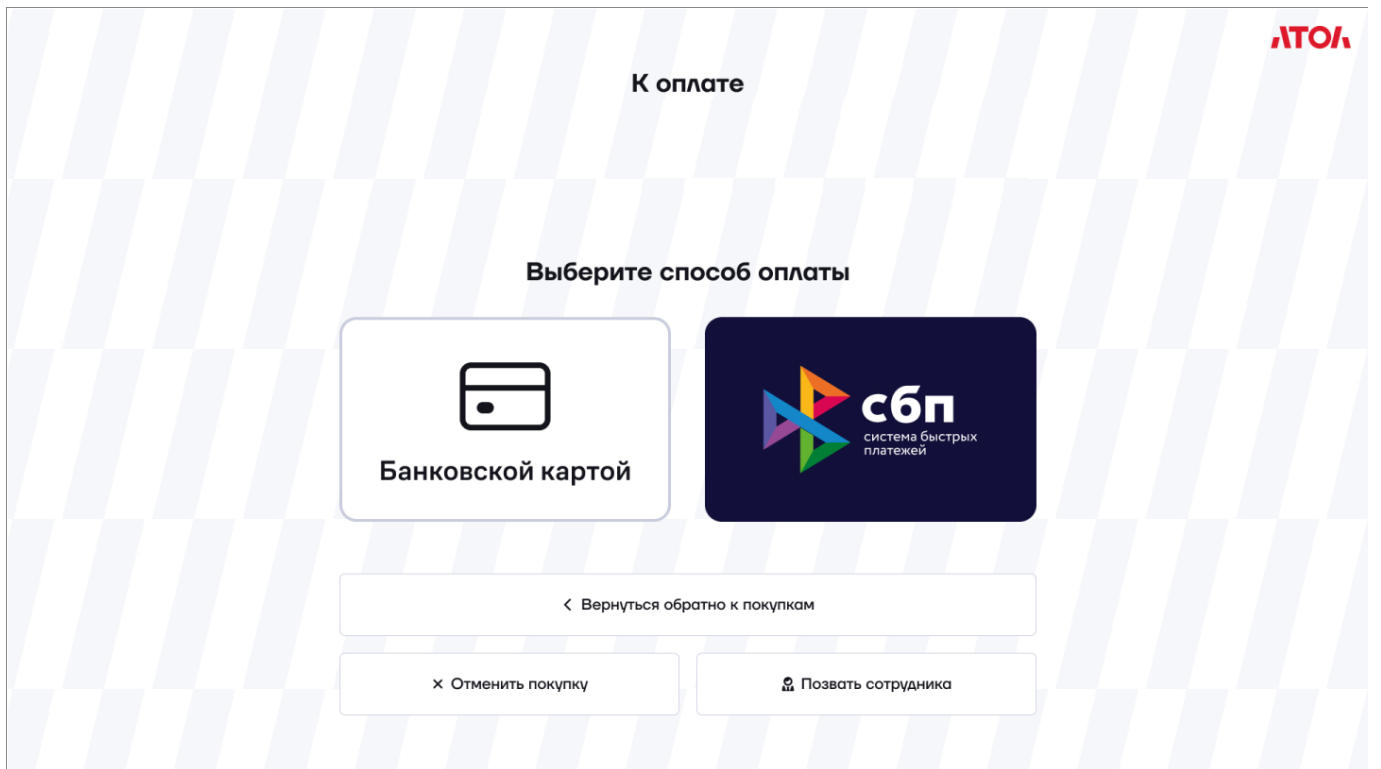 АТОЛ
К оплате
Выберите способ оплаты
Банковской картой
сбп
система быстрых
платежей
Вернуться обратно к покупкам
Отменить покупку
Позвать сотрудника